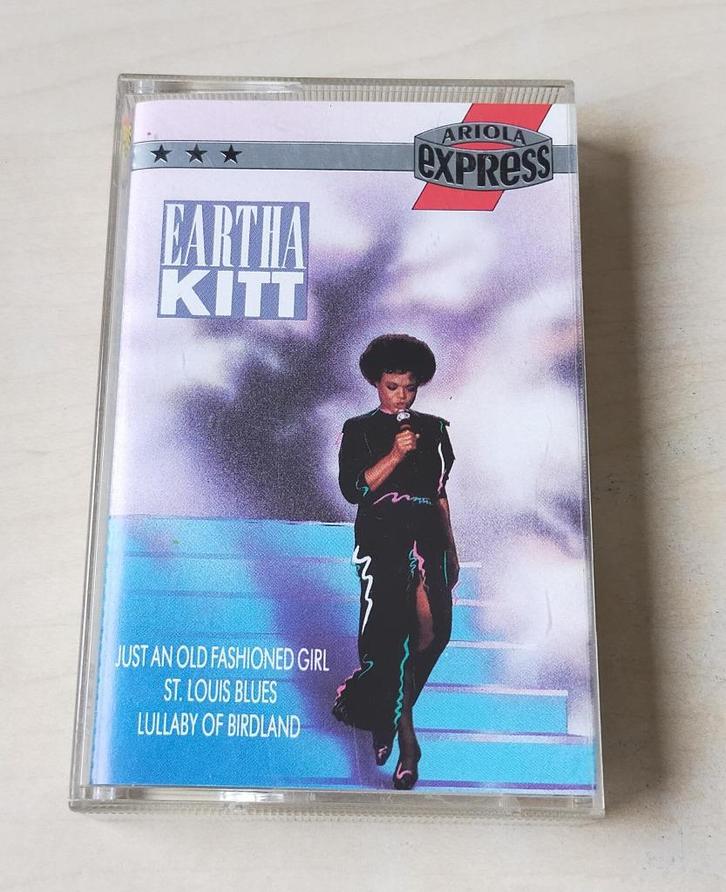 ARIOLA
EXPRESS
EARTHA
KITT
JUST AN OLD FASHIONED GIRL
ST. LOUIS BLUES
LULLABY OF BIRDLAND